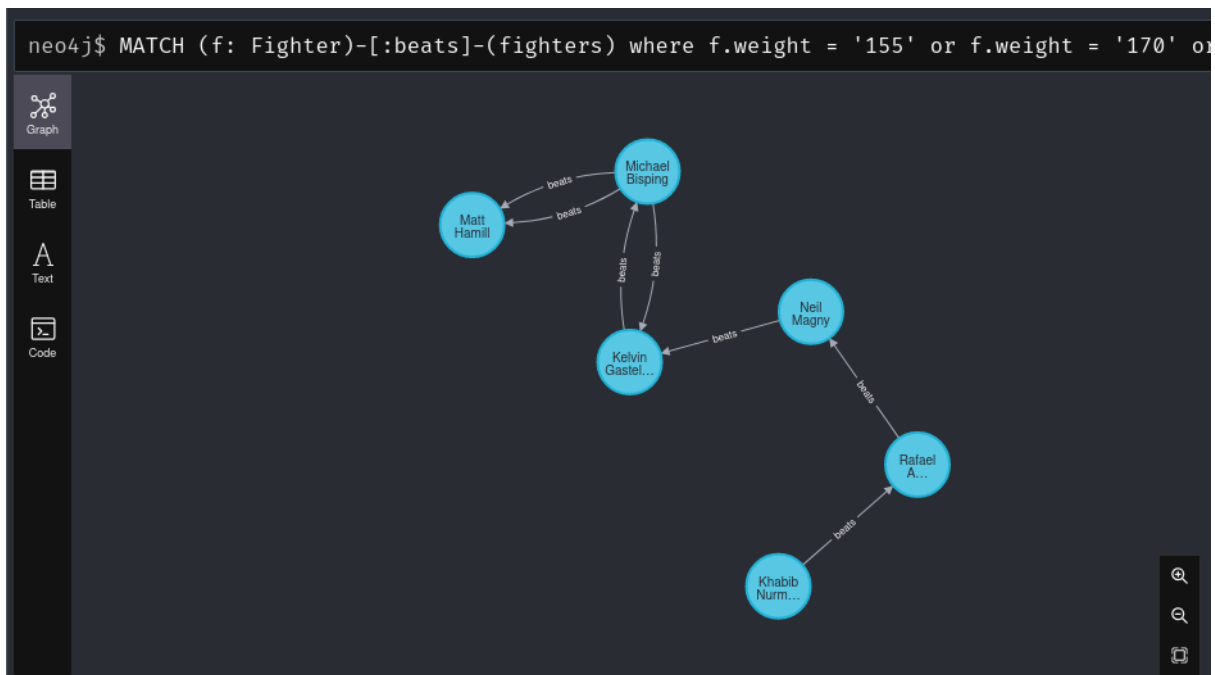 neo4j$ MATCH (f: Fighter)-[:beats]-(fighters) where f.weight = '155' or f.weight = '170' or
Graph
Table
Text
Code
Michael
Bisping
beats
Matt
Hamill
beats
beats
beats
Neil
Magny
beats
Kelvin
Gastel...
beats
Rafael
A...
beats
Khabib
Nurm...